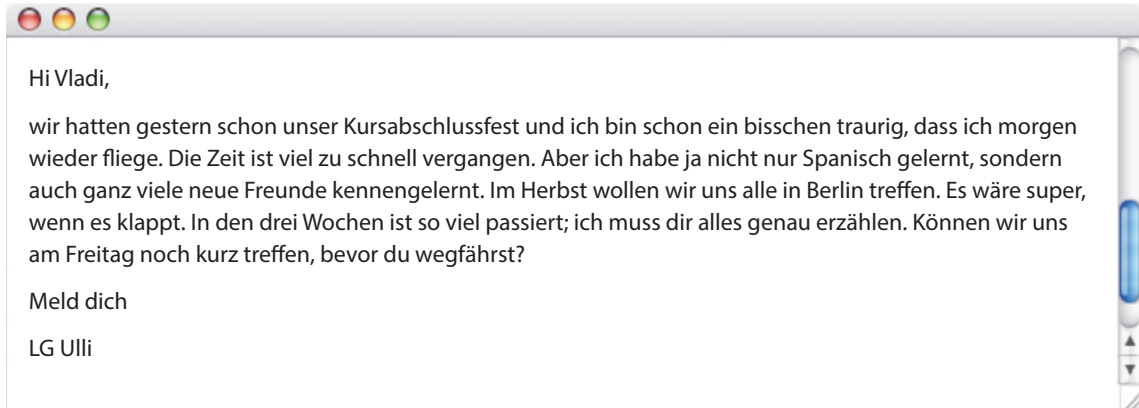 Hi Vladi,
wir hatten gestern schon unser Kursabschlussfest und ich bin schon ein bisschen traurig, dass ich morgen
wieder fliege. Die Zeit ist viel zu schnell vergangen. Aber ich habe ja nicht nur Spanisch gelernt, sondern
auch ganz viele neue Freunde kennengelernt. Im Herbst wollen wir uns alle in Berlin treffen. Es wäre super,
wenn es klappt. In den drei Wochen ist so viel passiert; ich muss dir alles genau erzählen. Können wir uns
am Freitag noch kurz treffen, bevor du wegfährst?
Meld dich
LG Ulli